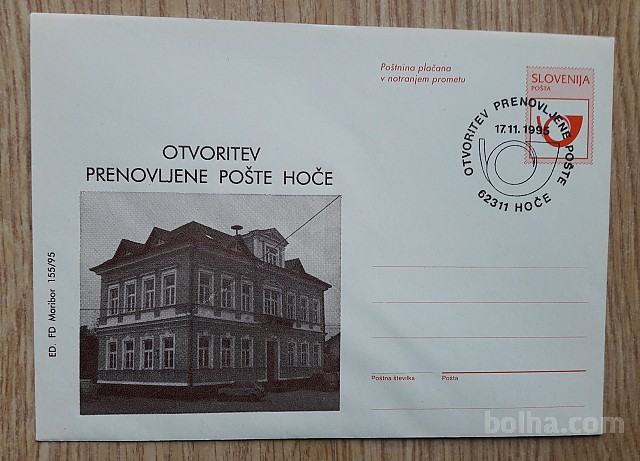 Poštnina plačana
v notranjem prometu
SLOVENIJA
POŠTA
OTVORITEV PRENOVLJENE POŠTE
17.11.1995
62311 HOČE
OTVORITEV
PRENOVLJENE POŠTE HOČE
ED. FD Maribor 155/95
Poštna številka
Pošta
bolha.com